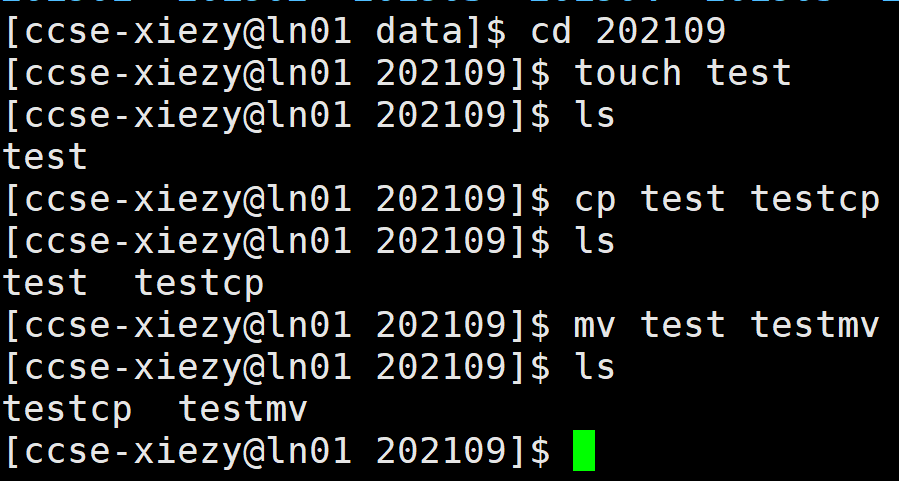 [ccse-xiezy@ln01 data]$ cd 202109
[ccse-xiezy@ln01 202109]$ touch test
[ccse-xiezy@ln01 202109]$ ls
test
[ccse-xiezy@ln01 202109]$ cp test testcp
[ccse-xiezy@ln01 202109]$ ls
test  testcp
[ccse-xiezy@ln01 202109]$ mv test testmv
[ccse-xiezy@ln01 202109]$ ls
testcp  testmv
[ccse-xiezy@ln01 202109]$